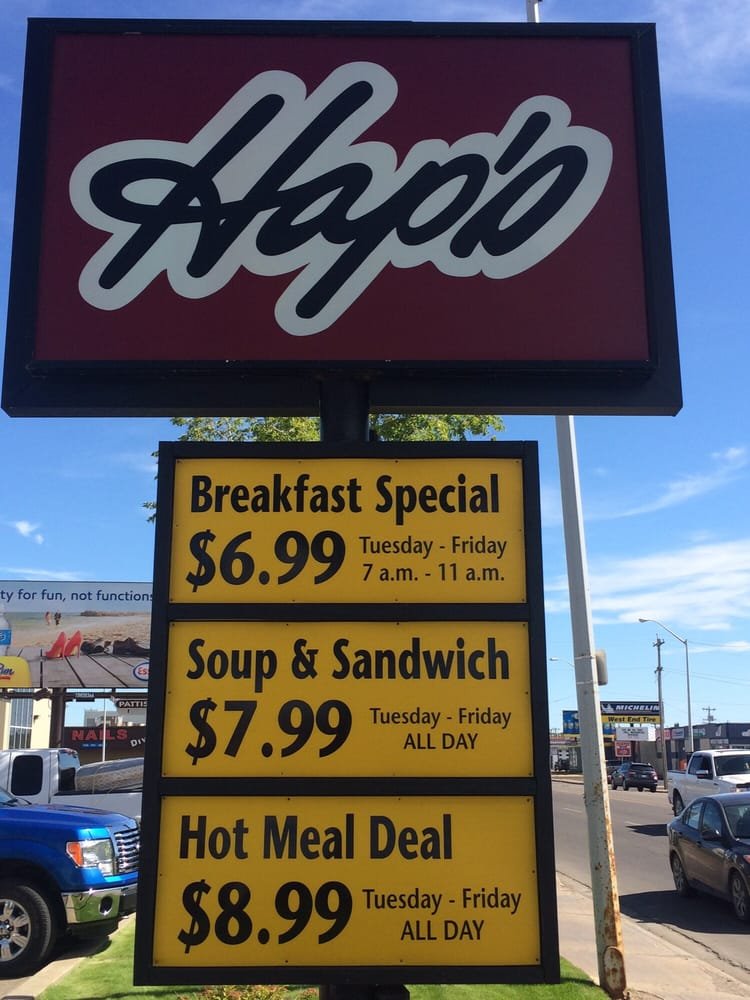 Hap's
Breakfast Special
$6.99
Tuesday - Friday
7 a.m. - 11 a.m.
Soup & Sandwich
$7.99
Tuesday - Friday
ALL DAY
Hot Meal Deal
$8.99
Tuesday - Friday
ALL DAY
ty for fun, not functions
NAILS
MICHELIN
West End Tire